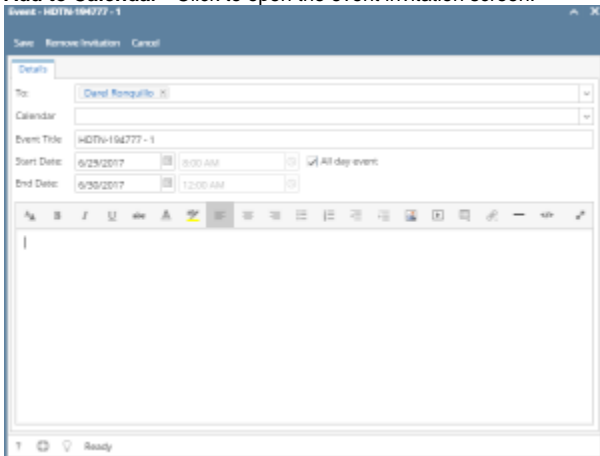 Add to Calendar - Click to open the event invitation screen.
Event - HDTN-194777 - 1
Save Remove Invitation Cancel
Details
To: Darel Ronquillo
Calendar
Event Title HDTN-194777 - 1
Start Date: 6/29/2017 8:00 AM All day event
End Date: 6/30/2017 12:00 AM
? Ready